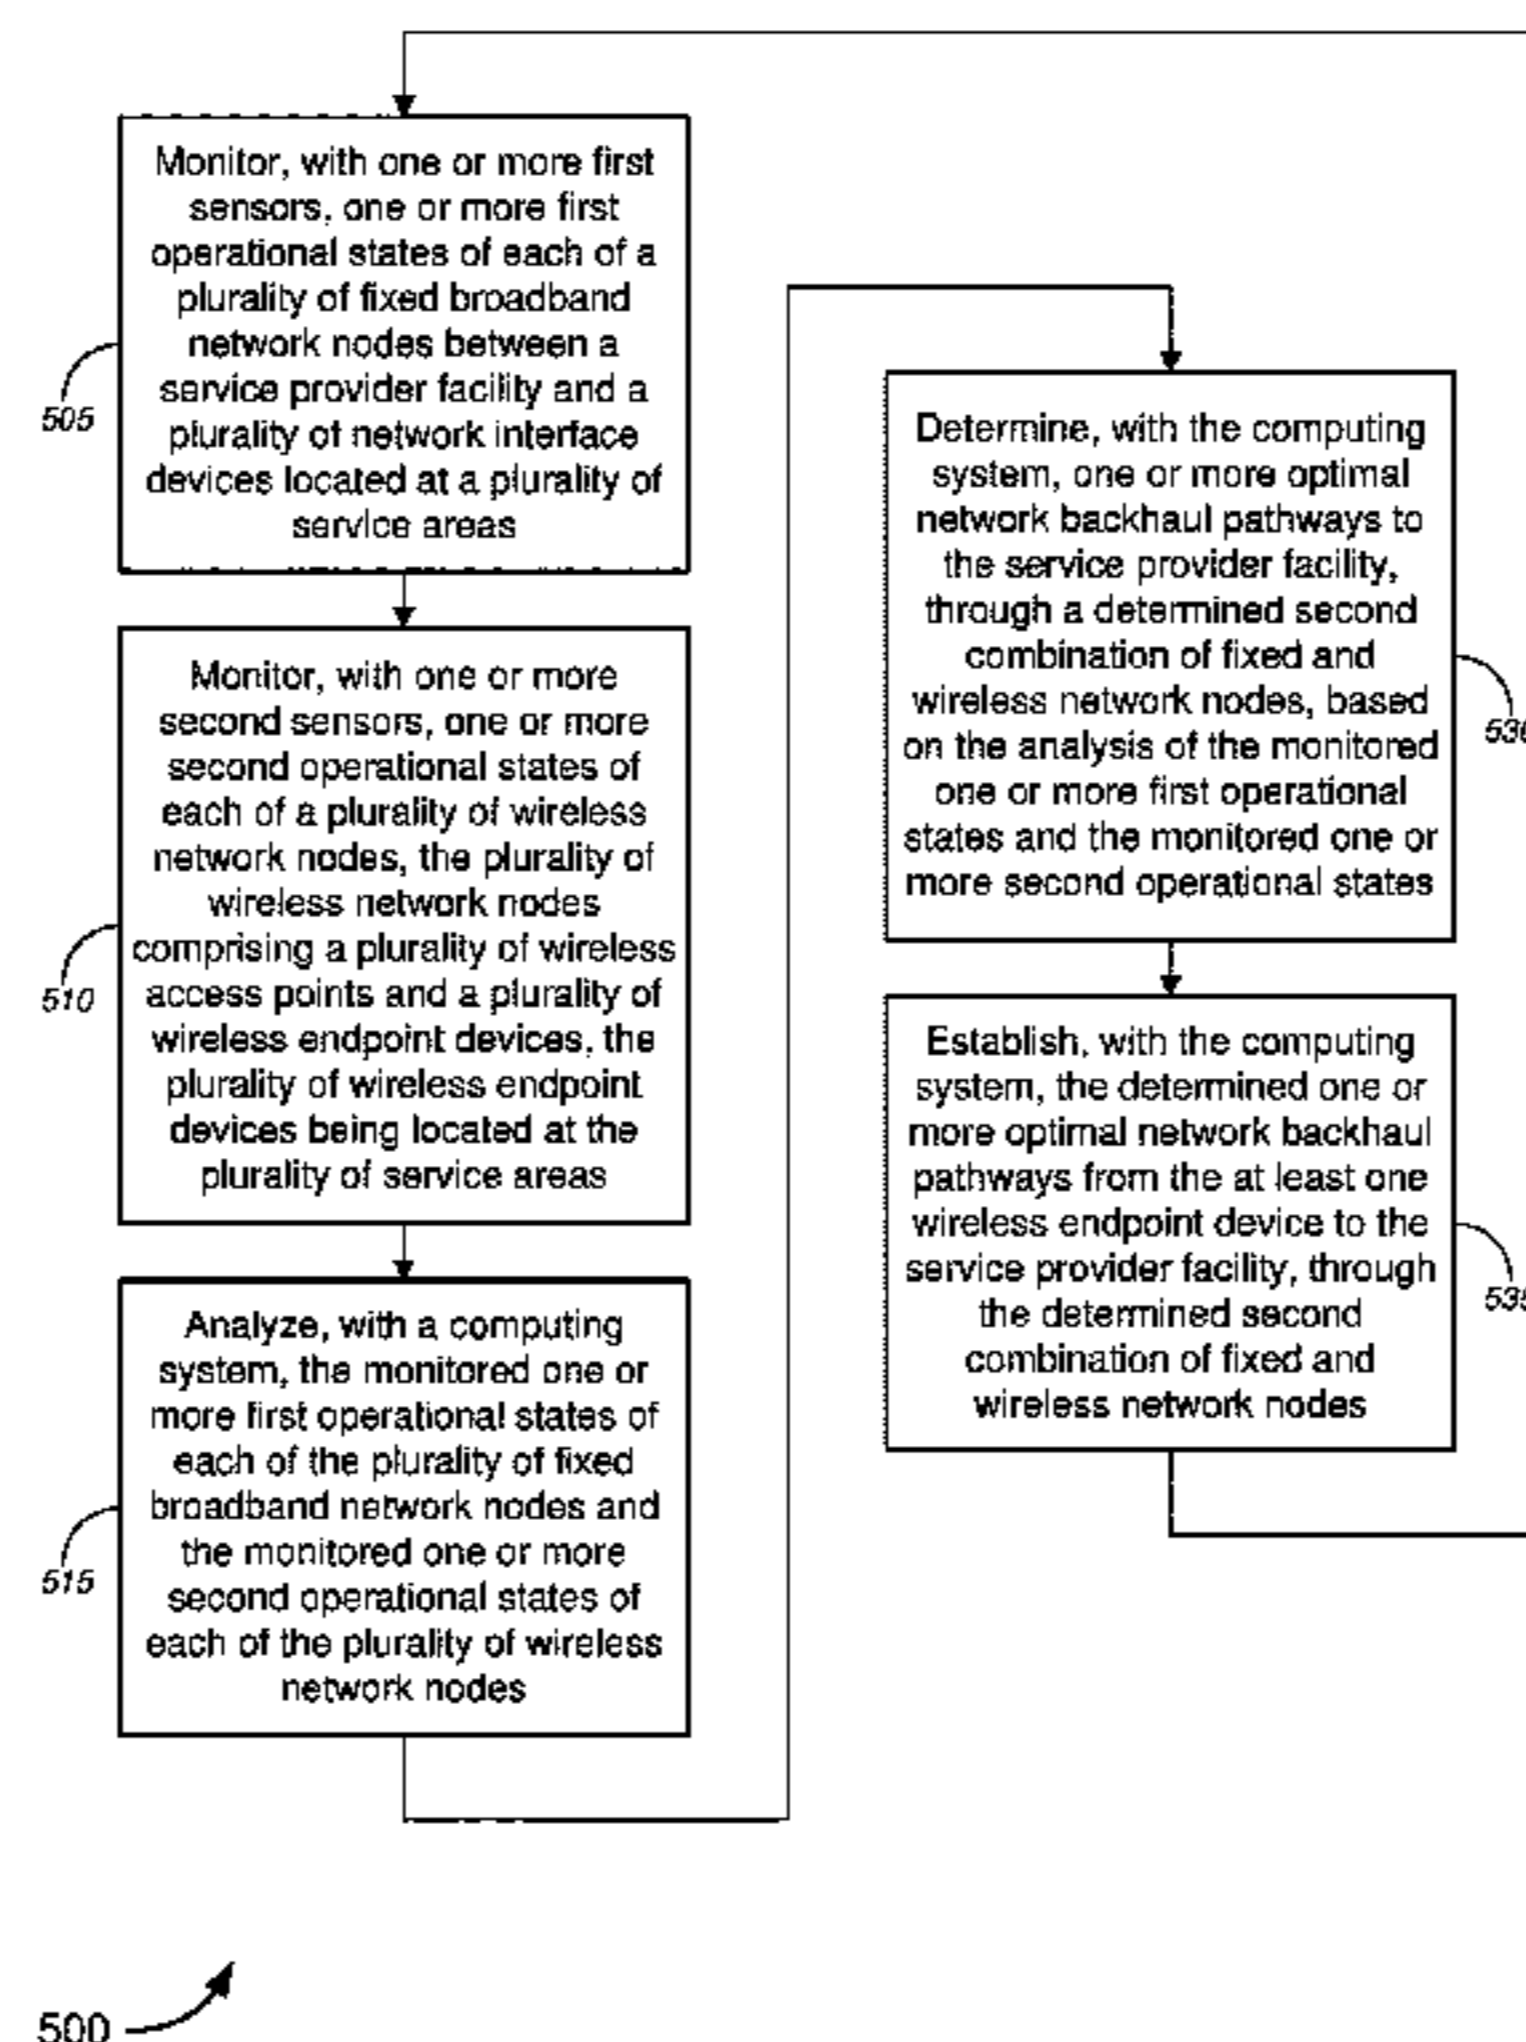 Monitor, with one or more first
sensors, one or more first
operational states of each of a
plurality of fixed broadband
network nodes between a
service provider facility and a
plurality of network interface
devices located at a plurality of
service areas
505
Monitor, with one or more
second sensors, one or more
second operational states of
each of a plurality of wireless
network nodes, the plurality of
wireless network nodes
comprising a plurality of wireless
access points and a plurality of
wireless endpoint devices, the
plurality of wireless endpoint
devices being located at the
plurality of service areas
510
Analyze, with a computing
system, the monitored one or
more first operational states of
each of the plurality of fixed
broadband network nodes and
the monitored one or more
second operational states of
each of the plurality of wireless
network nodes
515
Determine, with the computing
system, one or more optimal
network backhaul pathways to
the service provider facility,
through a determined second
combination of fixed and
wireless network nodes, based
on the analysis of the monitored
one or more first operational
states and the monitored one or
more second operational states
530
Establish, with the computing
system, the determined one or
more optimal network backhaul
pathways from the at least one
wireless endpoint device to the
service provider facility, through
the determined second
combination of fixed and
wireless network nodes
535
500